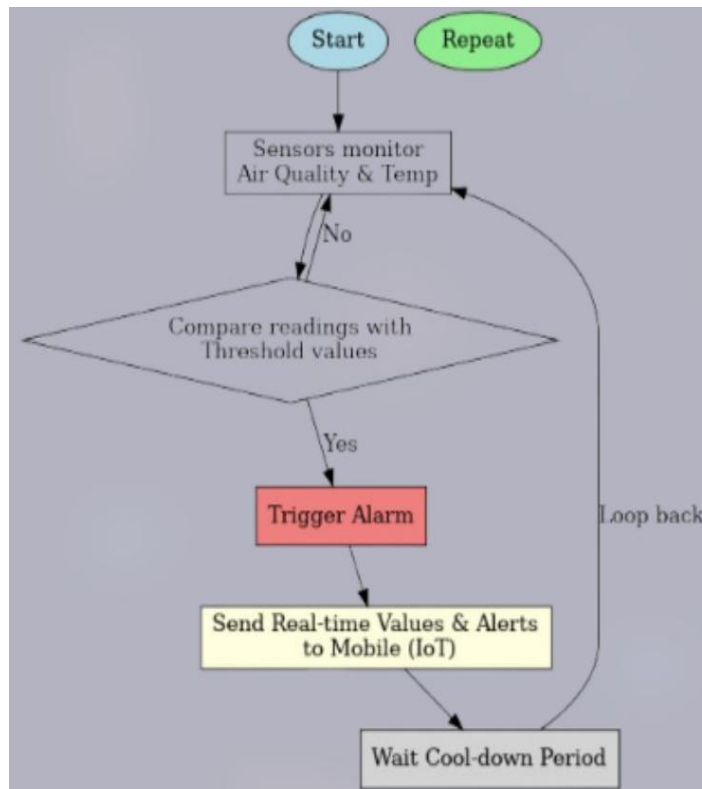 Start
Repeat
Sensors monitor
Air Quality & Temp
No
Compare readings with
Threshold values
Yes
Trigger Alarm
Loop back
Send Real-time Values & Alerts
to Mobile (IoT)
Wait Cool-down Period